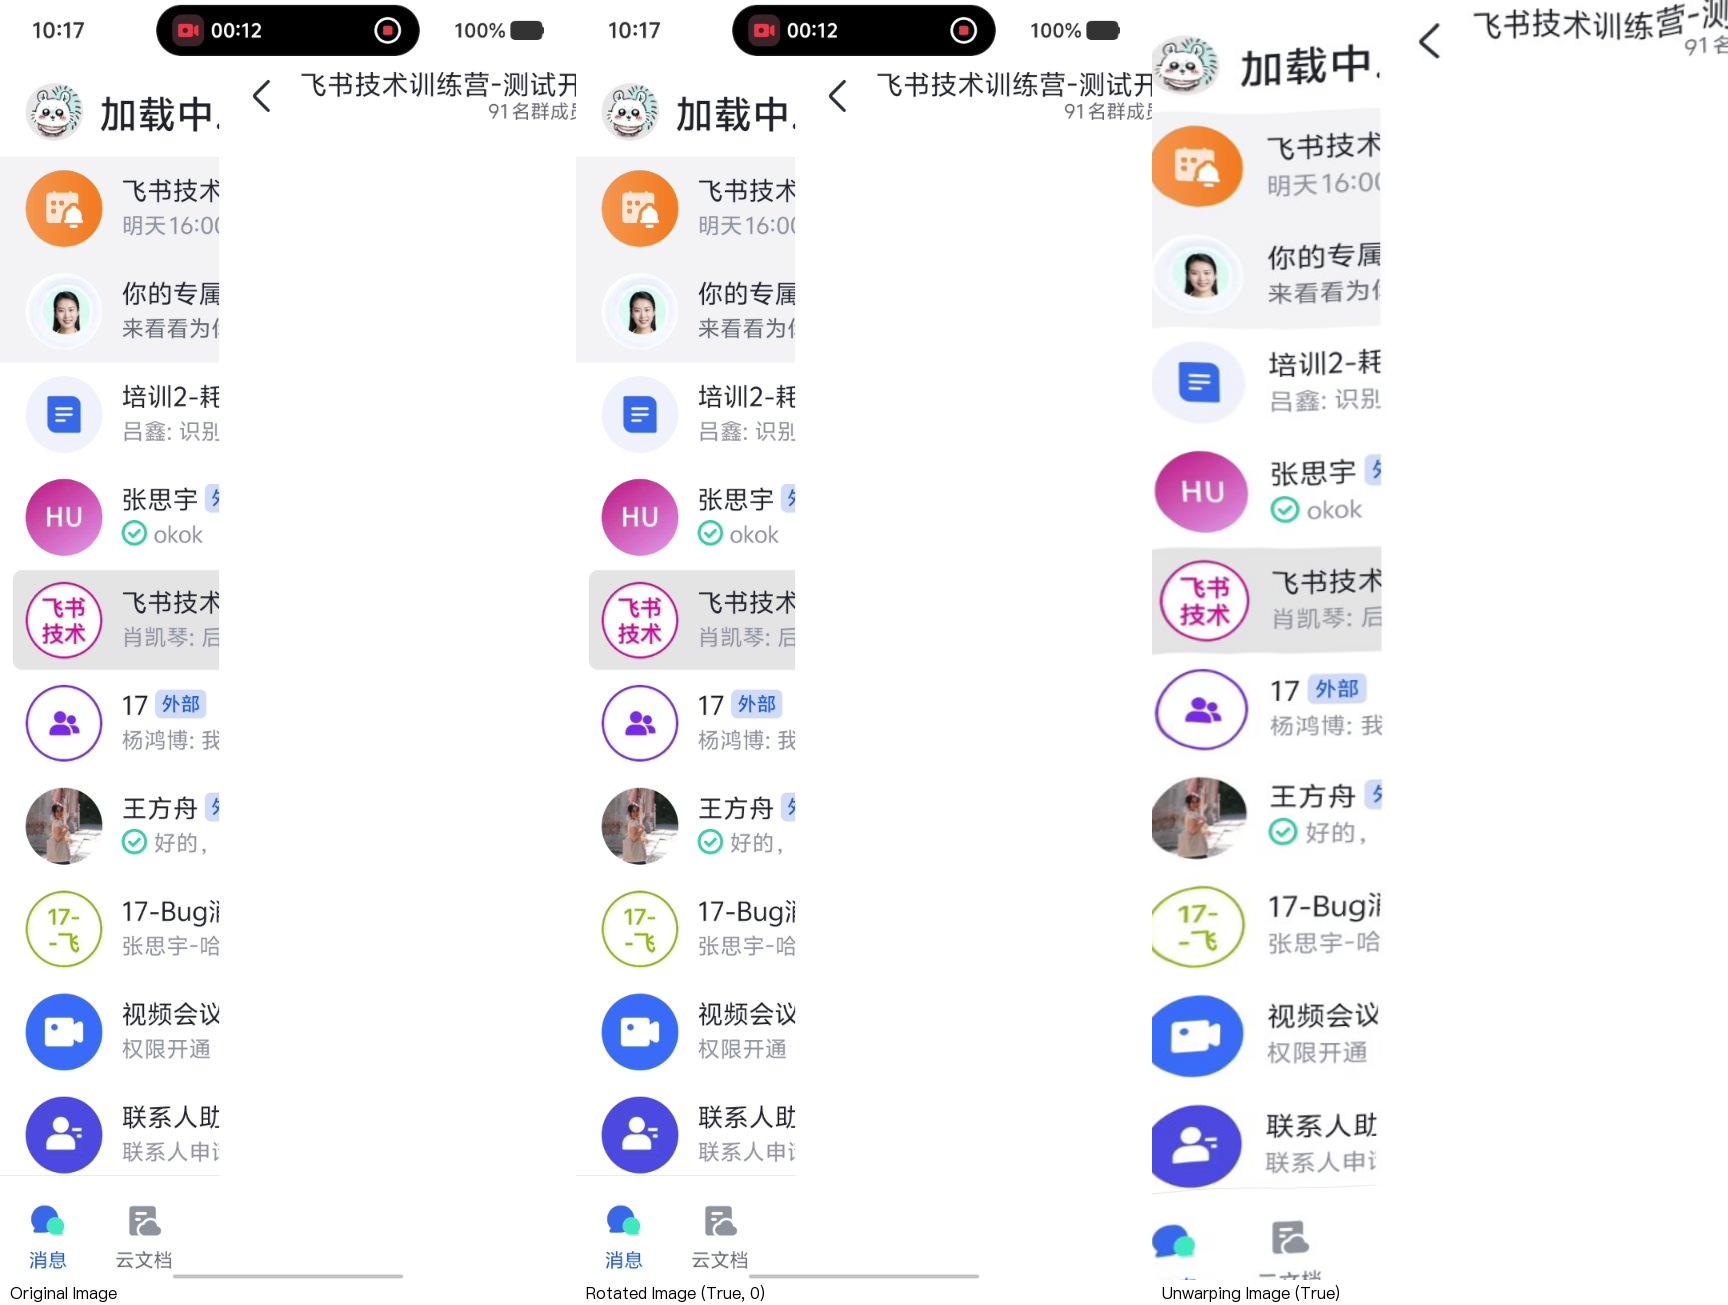 10:17
00:12
100%
加载中.
飞书技术训练营-测试开
91名群成员
飞书技术
明天16:00
你的专属
来看看为你
培训2-耗
吕鑫: 识别
HU
张思宇
okok
飞书
技术
飞书技术
肖凯琴: 后
17 外部
杨鸿博: 我
王方舟
好的，
17-
-飞
17-Bug消
张思宇-哈
视频会议
权限开通
联系人助
联系人申请
消息
云文档
Original Image
10:17
00:12
100%
加载中.
飞书技术训练营-测试开
91名群成员
飞书技术
明天16:00
你的专属
来看看为你
培训2-耗
吕鑫: 识别
HU
张思宇
okok
飞书
技术
飞书技术
肖凯琴: 后
17 外部
杨鸿博: 我
王方舟
好的，
17-
-飞
17-Bug消
张思宇-哈
视频会议
权限开通
联系人助
联系人申请
消息
云文档
Rotated Image (True, 0)
加载中.
飞书技术训练营-测
91名
飞书技术
明天16:00
你的专属
来看看为你
培训2-耗
吕鑫: 识别
HU
张思宇
okok
飞书
技术
飞书技术
肖凯琴: 后
17 外部
杨鸿博: 我
王方舟
好的，
17-
-飞
17-Bug消
张思宇-哈
视频会议
权限开通
联系人助
联系人申请
Unwarping Image (True)